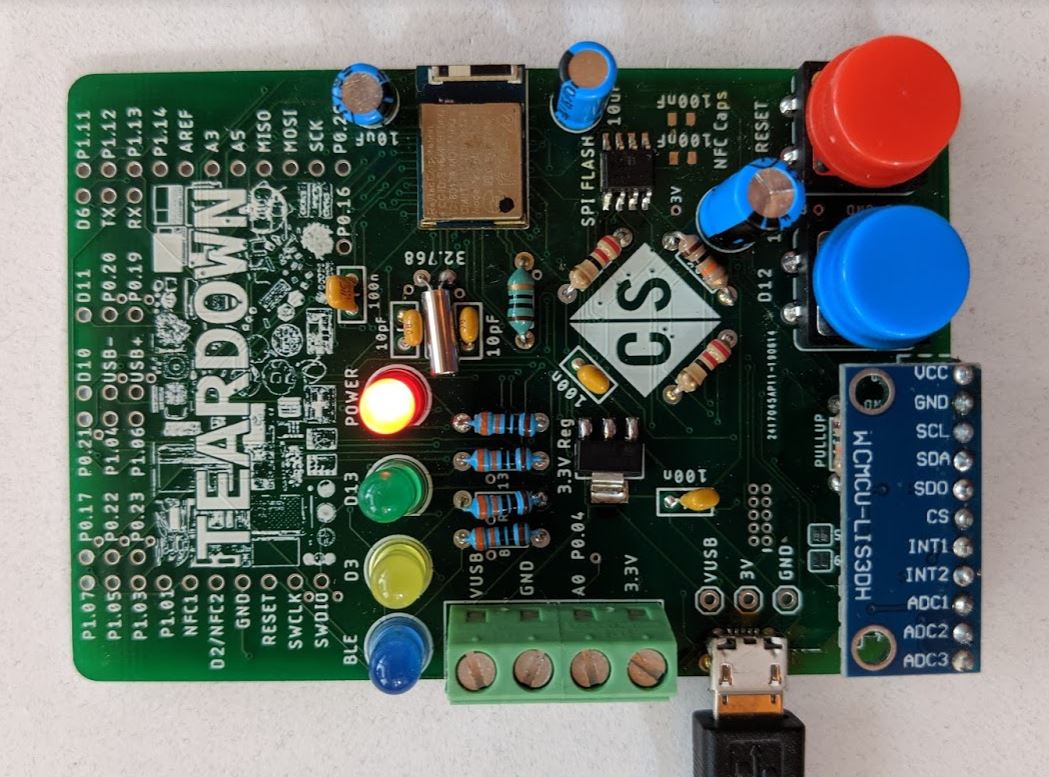 P1.11
P1.12
P1.13
P1.14
AREF
A3
A5
MISO
MOSI
SCK
D6
TX
RX
P0.16
D11
P0.20
P0.19
D10
USB-
USB+
P0.21
P1.04
P1.06
P0.17
P0.22
P0.23
P1.07
P1.05
P1.03
P1.01
NFC1
D2/NFC2
GND
RESET
SWCLK
SWDIO
TEARDOWN
10uF
10uF
100nF
100nF
NFC Caps
RESET
SPI FLASH
3V
32.768
100n
10pF
10pF
CS
D12
100n
POWER
D13
D3
BLE
3.3V Reg
100n
2417045AP11-190614
PULLUP
VUSB
GND
A0 P0.04
3.3V
VUSB
3V
GND
WCMCU-LIS3DH
VCC
GND
SCL
SDA
SDO
CS
INT1
INT2
ADC1
ADC2
ADC3